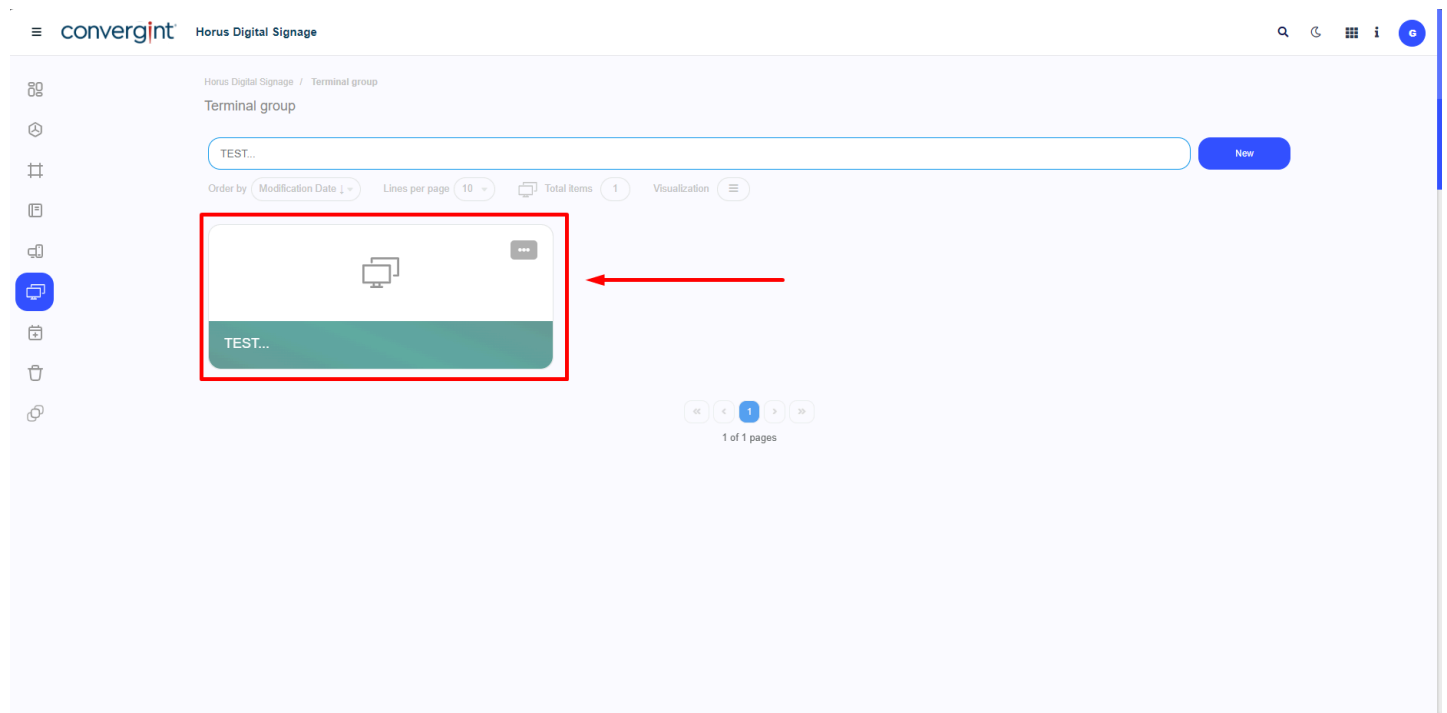 convergint Horus Digital Signage
G
Horus Digital Signage / Terminal group
Terminal group
TEST...
New
Order by Modification Date ↓ Lines per page 10 Total items 1 Visualization
TEST...
« ‹ 1 › »
1 of 1 pages